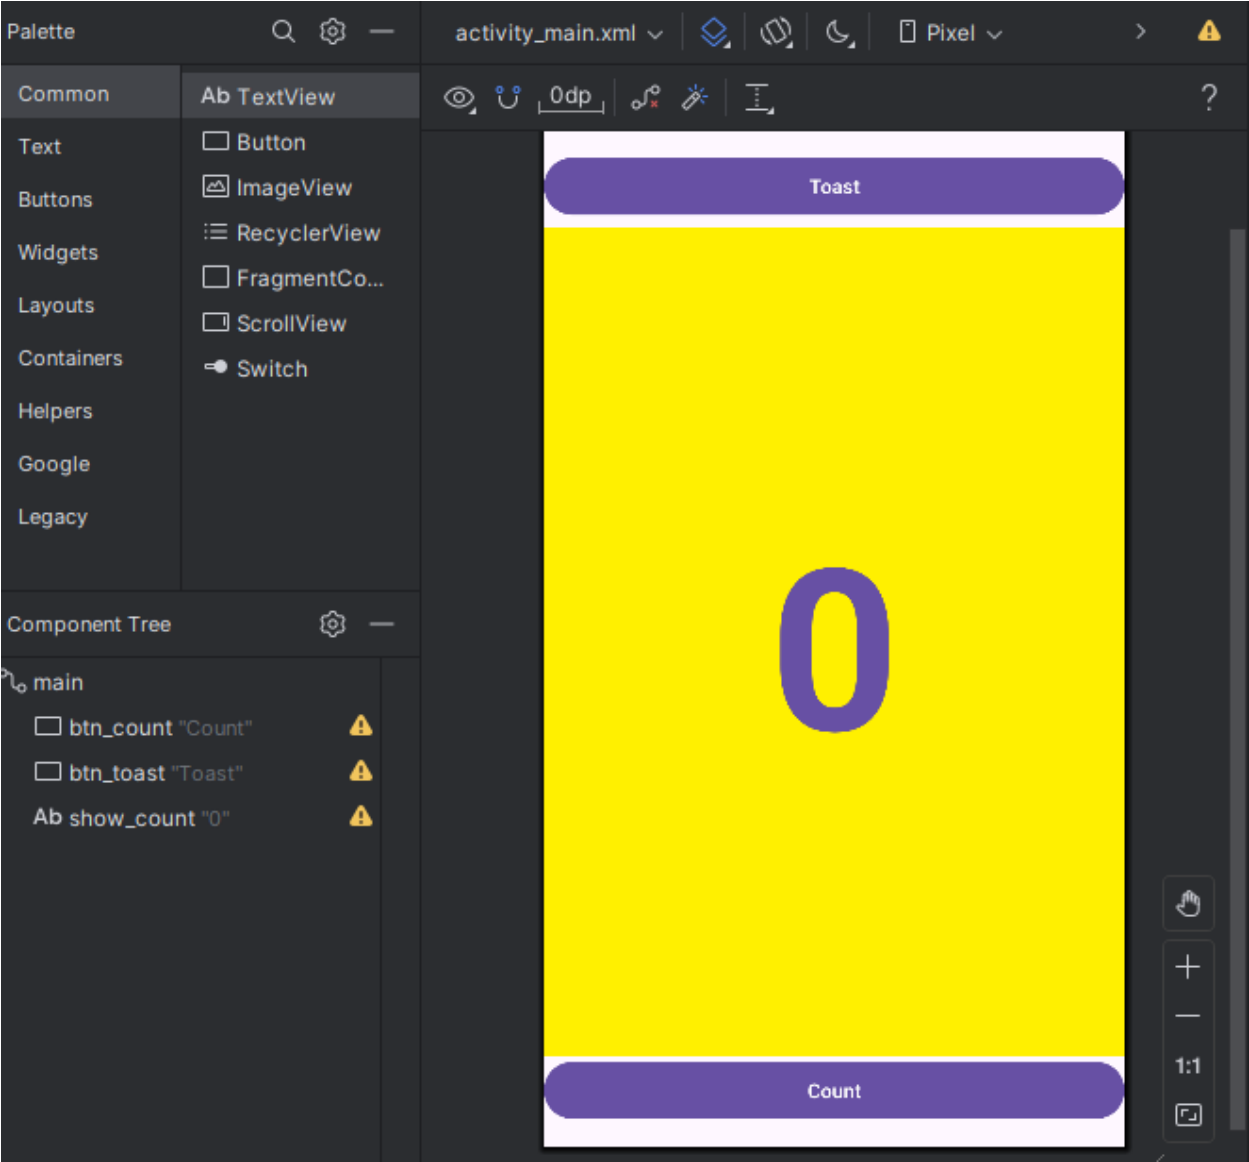 Palette
activity_main.xml
Pixel
Common
Text
Buttons
Widgets
Layouts
Containers
Helpers
Google
Legacy
Ab TextView
Button
ImageView
RecyclerView
FragmentCo...
ScrollView
Switch
0dp
?
Component Tree
main
btn_count "Count"
btn_toast "Toast"
Ab show_count "0"
Toast
0
Count
1:1